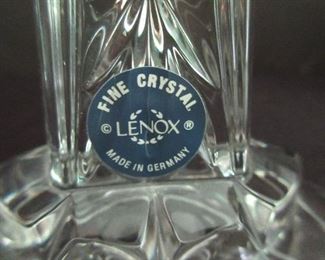 FINE CRYSTAL
© LENOX ®
MADE IN GERMANY